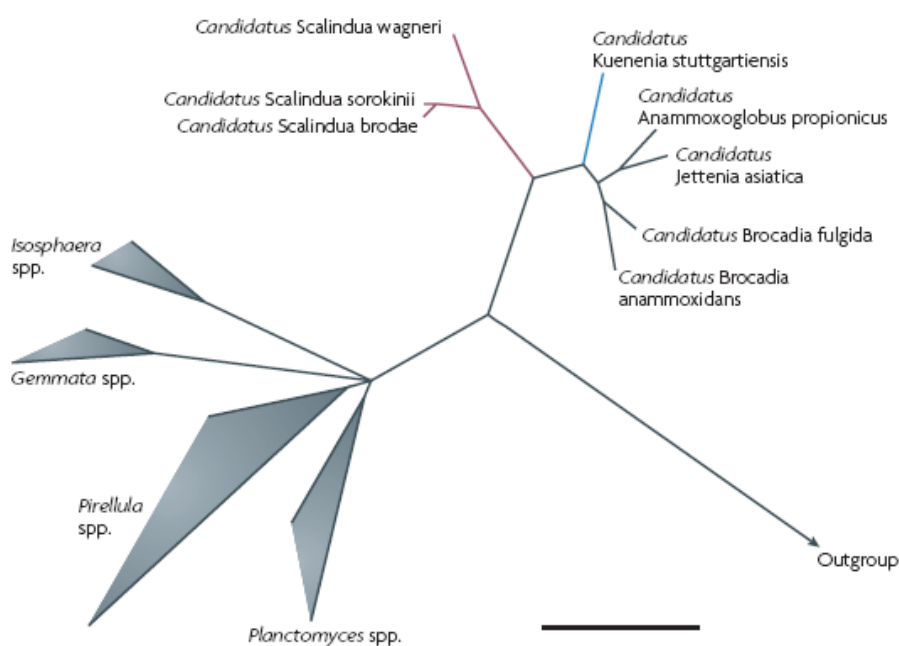 Candidatus Scalindua wagneri
Candidatus
Kuenenia stuttgartiensis
Candidatus Scalindua sorokinii
Candidatus Scalindua brodae
Candidatus
Anammoxoglobus propionicus
Candidatus
Jettenia asiatica
Candidatus Brocadia fulgida
Candidatus Brocadia
anammoxidans
Isosphaera
spp.
Gemmata spp.
Pirellula
spp.
Planctomyces spp.
Outgroup